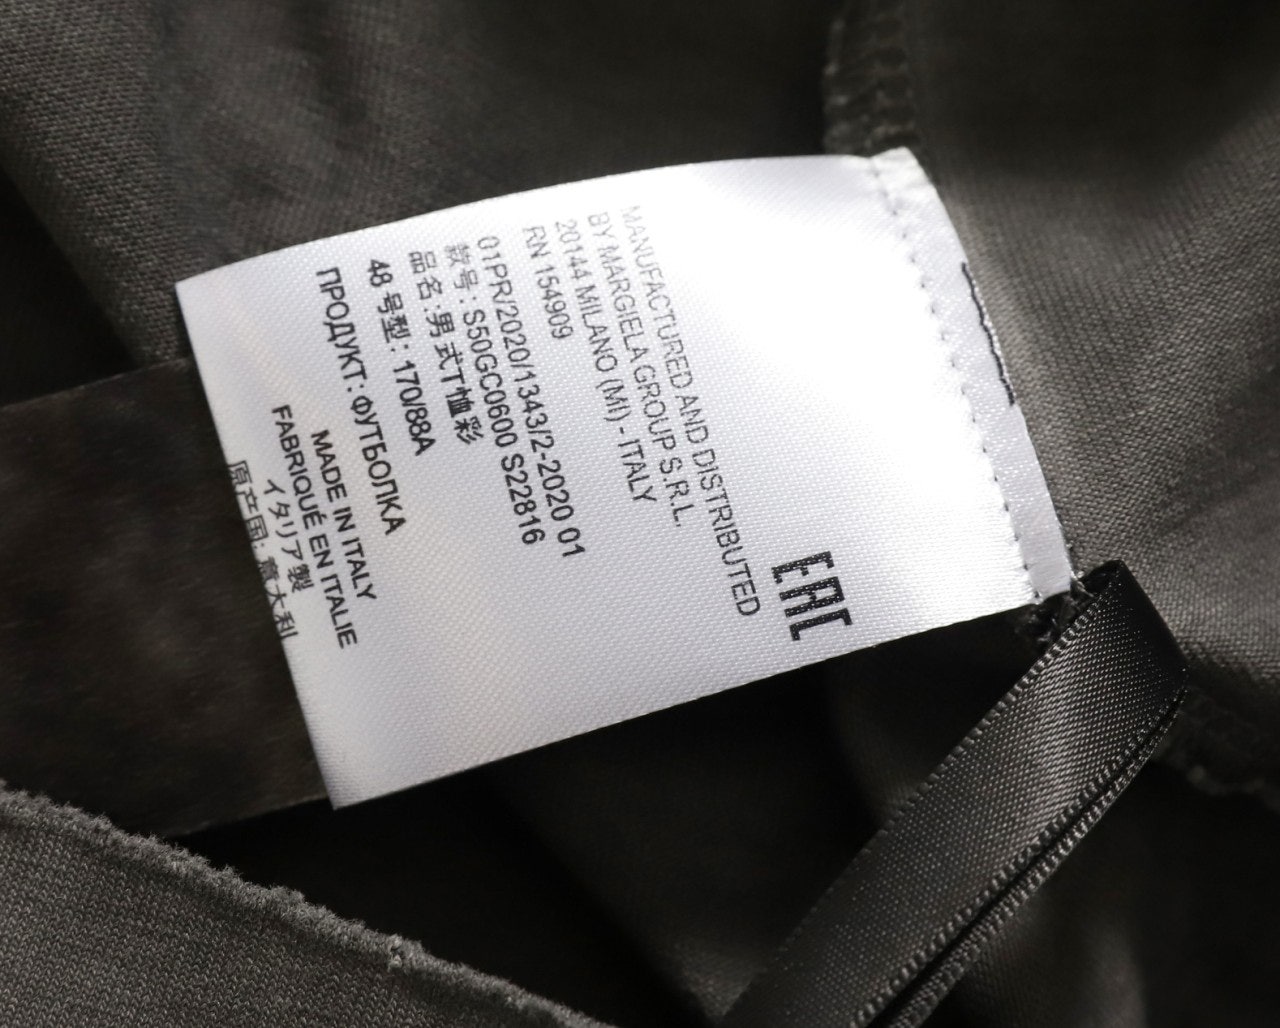 EAC
MANUFACTURED AND DISTRIBUTED
BY MARGIELA GROUP S.R.L.
20144 MILANO (MI) - ITALY
RN 154909
01PR/2020/1343/2-2020 01
款号: S50GC0600 S22816
品名: 男式T恤彩
48 号型: 170/88A
ПРОДУКТ: ФУТБОЛКА
MADE IN ITALY
FABRIQUÉ EN ITALIE
イタリア製
原产国: 意大利